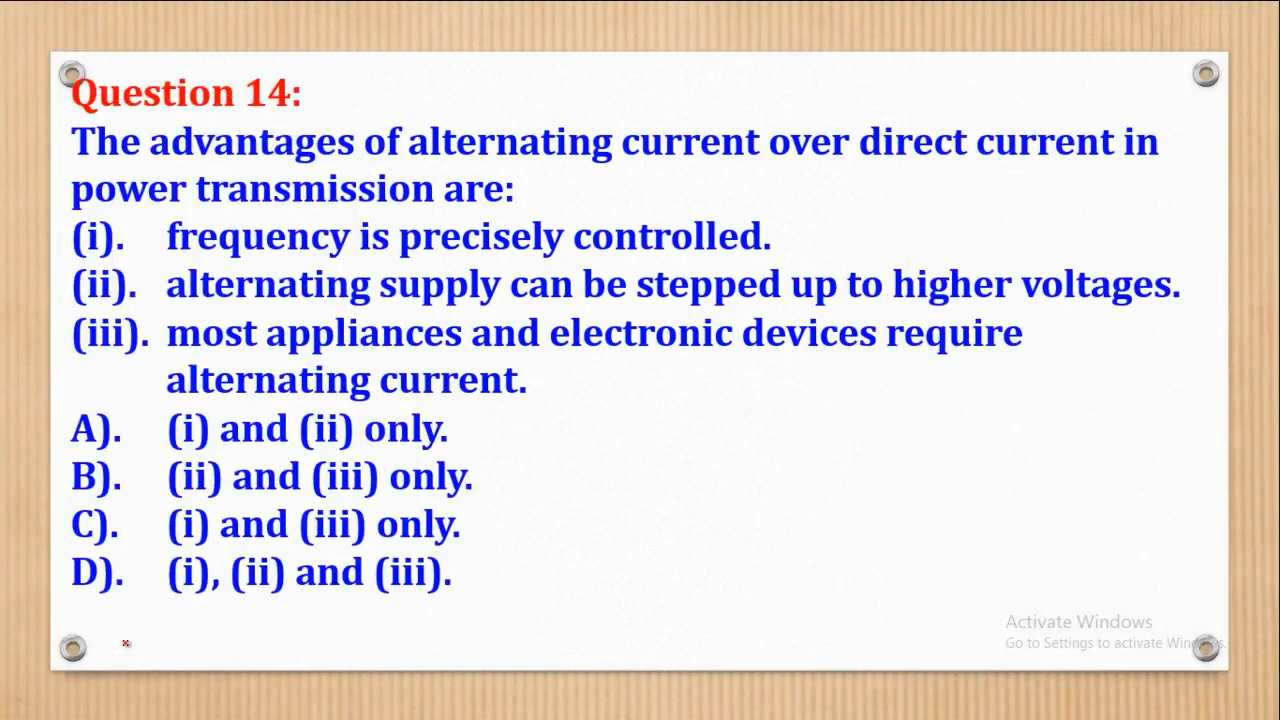 Question 14:
The advantages of alternating current over direct current in
power transmission are:
(i). frequency is precisely controlled.
(ii). alternating supply can be stepped up to higher voltages.
(iii). most appliances and electronic devices require
alternating current.
A). (i) and (ii) only.
B). (ii) and (iii) only.
C). (i) and (iii) only.
D). (i), (ii) and (iii).
Activate Windows
Go to Settings to activate Windows.